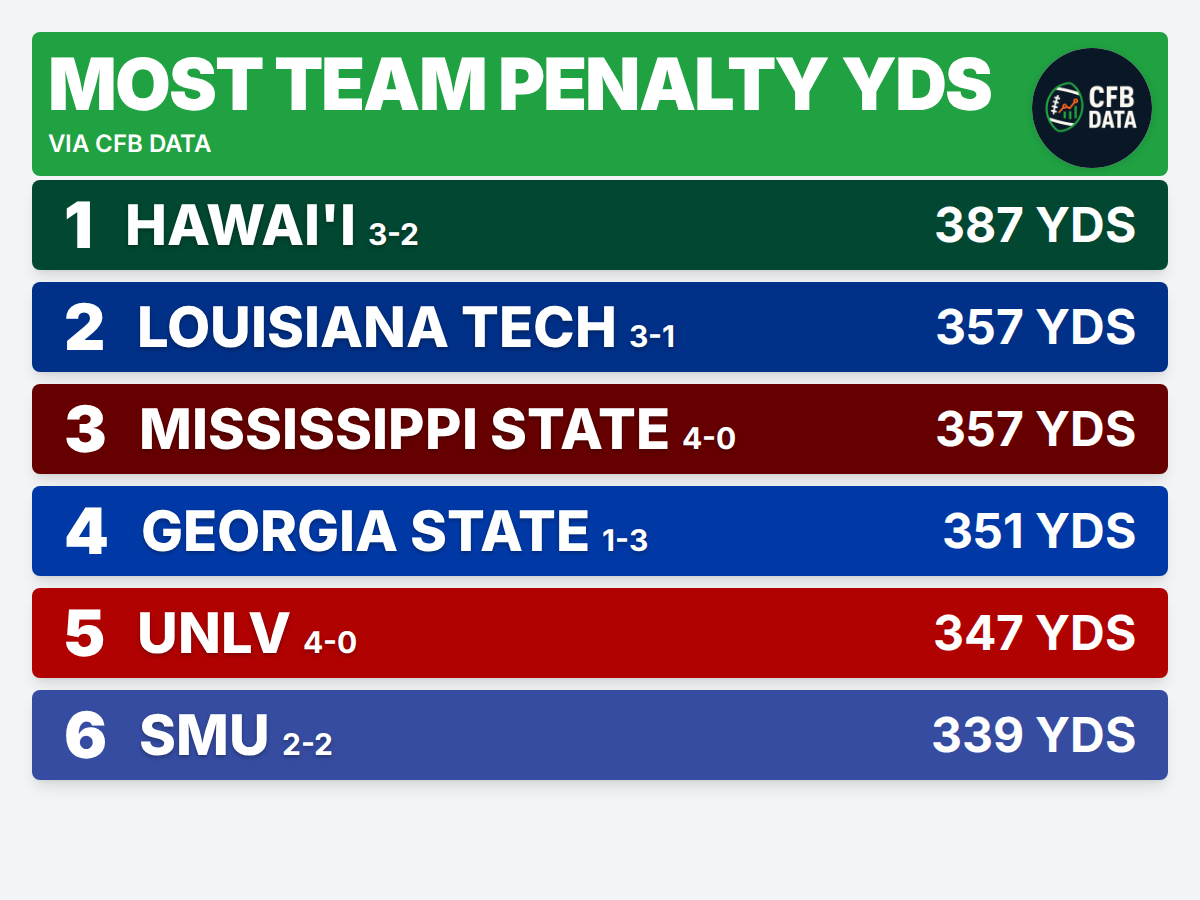 MOST TEAM PENALTY YDS
VIA CFB DATA
CFB
DATA
1 HAWAI'I 3-2 387 YDS
2 LOUISIANA TECH 3-1 357 YDS
3 MISSISSIPPI STATE 4-0 357 YDS
4 GEORGIA STATE 1-3 351 YDS
5 UNLV 4-0 347 YDS
6 SMU 2-2 339 YDS